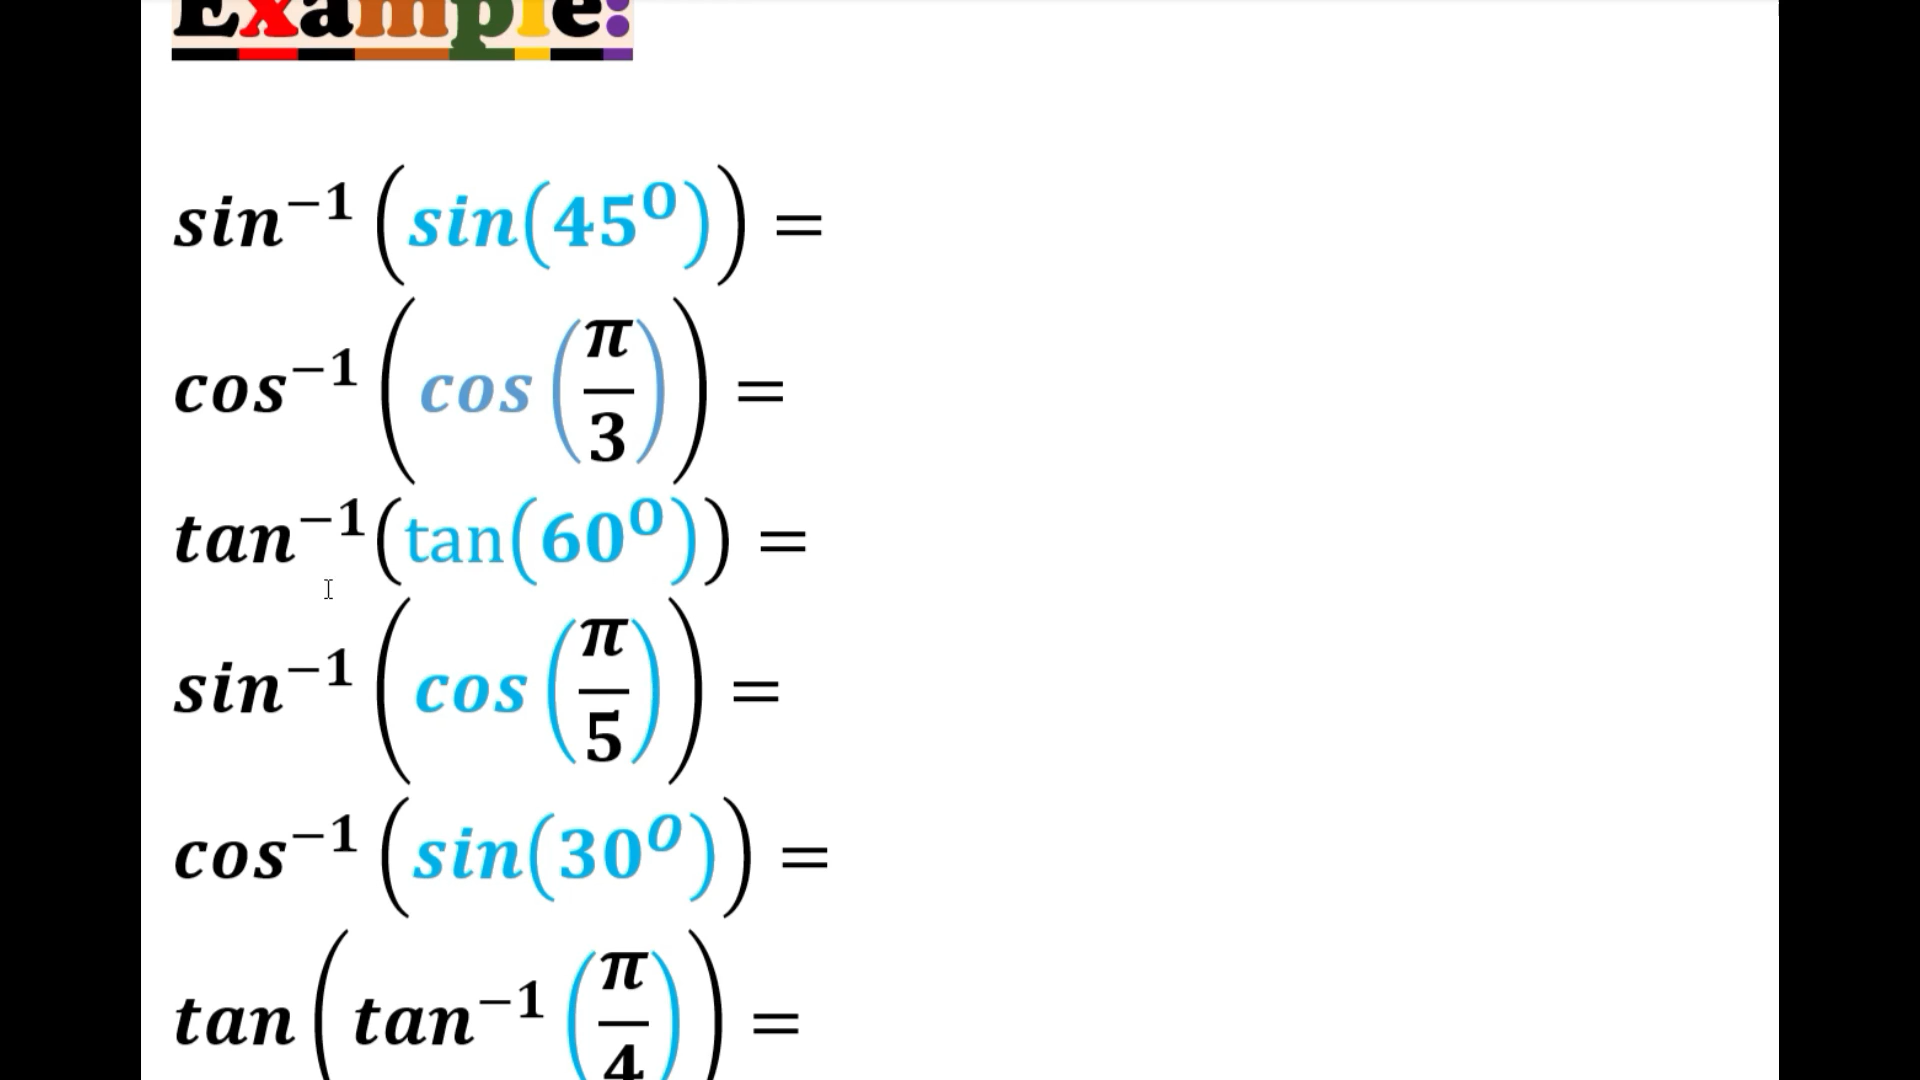 Example:
sin⁻¹(sin(45⁰)) =
cos⁻¹(cos(π/3)) =
tan⁻¹(tan(60⁰)) =
sin⁻¹(cos(π/5)) =
cos⁻¹(sin(30⁰)) =
tan(tan⁻¹(π/4)) =